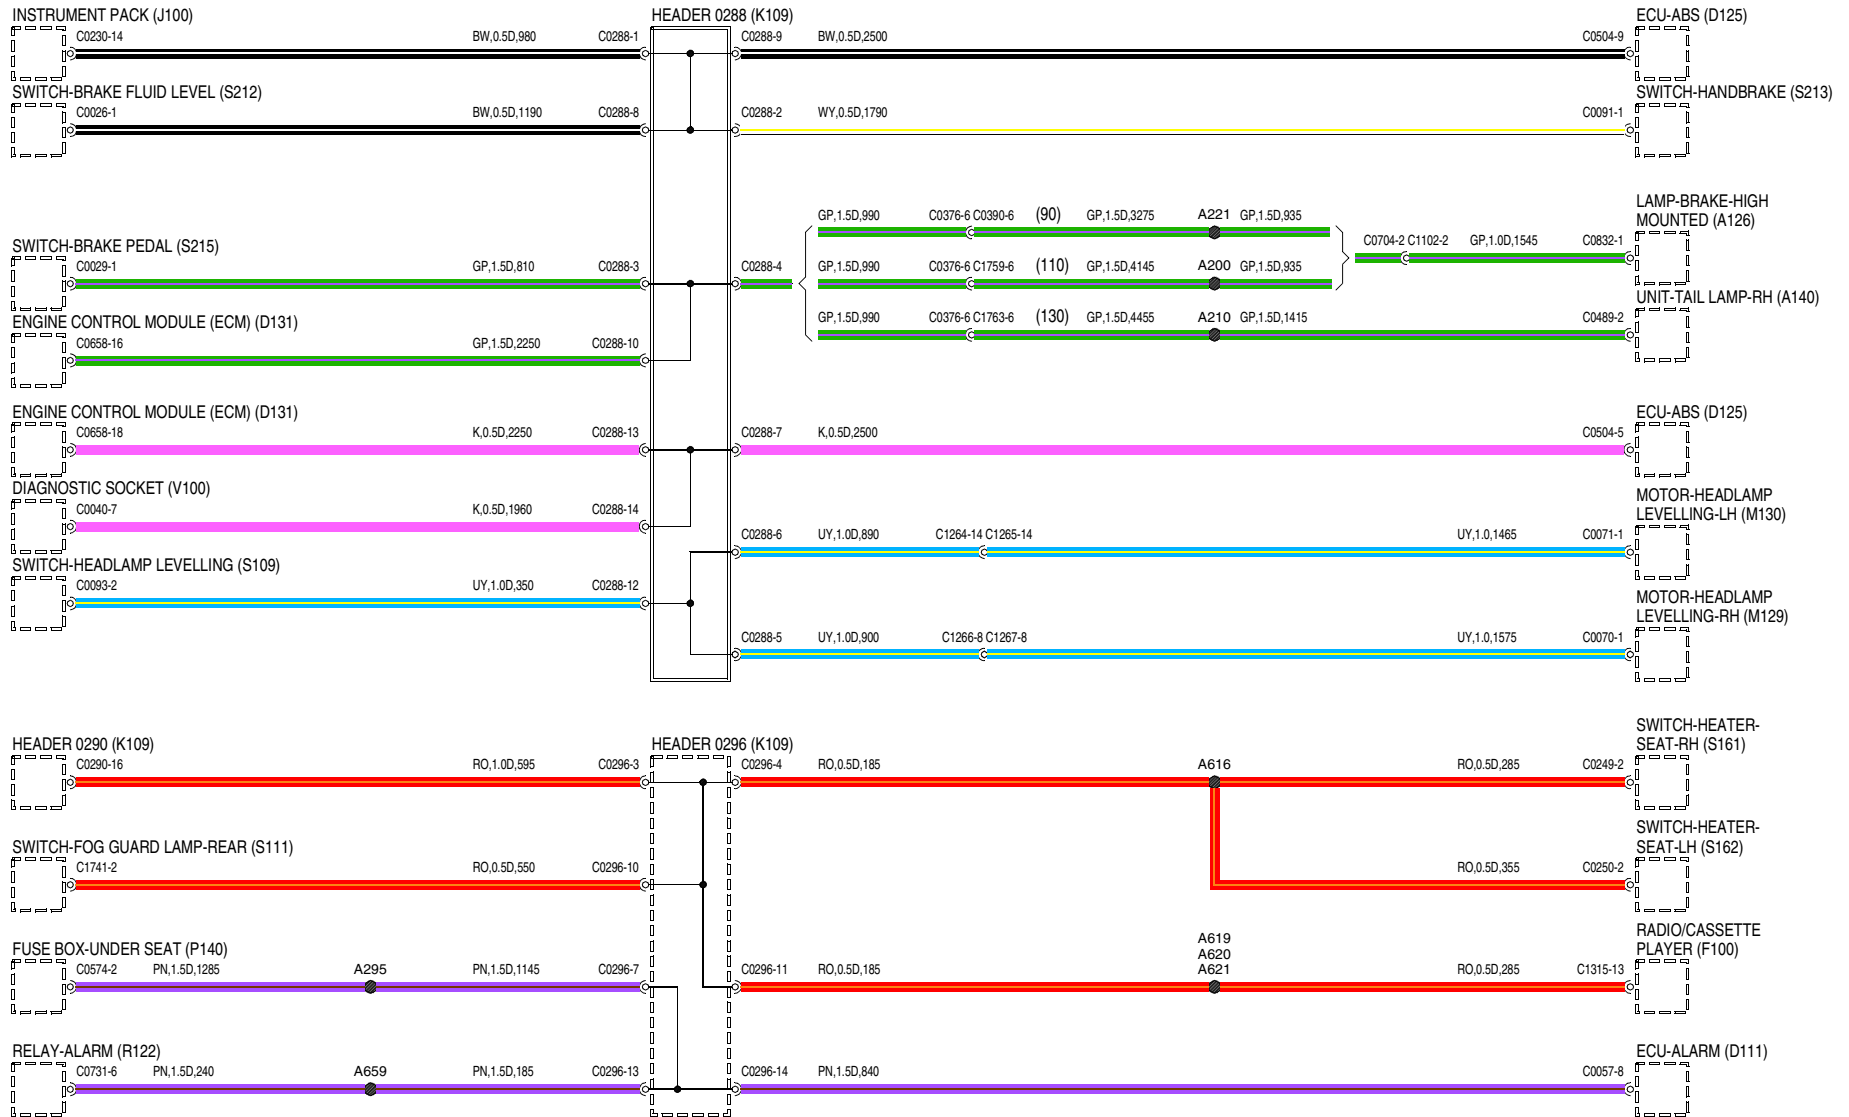 INSTRUMENT PACK (J100)
HEADER 0288 (K109)
ECU-ABS (D125)
C0230-14 BW,0.5D,980 C0288-1 C0288-9 BW,0.5D,2500 C0504-9
SWITCH-BRAKE FLUID LEVEL (S212)
SWITCH-HANDBRAKE (S213)
C0026-1 BW,0.5D,1190 C0288-8 C0288-2 WY,0.5D,1790 C0091-1
LAMP-BRAKE-HIGH
MOUNTED (A126)
GP,1.5D,990 C0376-6 C0390-6 (90) GP,1.5D,3275 A221 GP,1.5D,935
C0704-2 C1102-2 GP,1.0D,1545 C0832-1
SWITCH-BRAKE PEDAL (S215)
C0029-1 GP,1.5D,810 C0288-3 C0288-4 GP,1.5D,990 C0376-6 C1759-6 (110) GP,1.5D,4145 A200 GP,1.5D,935
UNIT-TAIL LAMP-RH (A140)
GP,1.5D,990 C0376-6 C1763-6 (130) GP,1.5D,4455 A210 GP,1.5D,1415 C0489-2
ENGINE CONTROL MODULE (ECM) (D131)
C0658-16 GP,1.5D,2250 C0288-10
ENGINE CONTROL MODULE (ECM) (D131)
ECU-ABS (D125)
C0658-18 K,0.5D,2250 C0288-13 C0288-7 K,0.5D,2500 C0504-5
DIAGNOSTIC SOCKET (V100)
C0040-7 K,0.5D,1960 C0288-14
MOTOR-HEADLAMP
LEVELLING-LH (M130)
C0288-6 UY,1.0D,890 C1264-14 C1265-14 UY,1.0,1465 C0071-1
SWITCH-HEADLAMP LEVELLING (S109)
C0093-2 UY,1.0D,350 C0288-12
MOTOR-HEADLAMP
LEVELLING-RH (M129)
C0288-5 UY,1.0D,900 C1266-8 C1267-8 UY,1.0,1575 C0070-1
HEADER 0290 (K109)
HEADER 0296 (K109)
SWITCH-HEATER-
SEAT-RH (S161)
C0290-16 RO,1.0D,595 C0296-3 C0296-4 RO,0.5D,185 A616 RO,0.5D,285 C0249-2
SWITCH-FOG GUARD LAMP-REAR (S111)
SWITCH-HEATER-
SEAT-LH (S162)
C1741-2 RO,0.5D,550 C0296-10 RO,0.5D,355 C0250-2
FUSE BOX-UNDER SEAT (P140)
RADIO/CASSETTE
PLAYER (F100)
A619
A620
C0574-2 PN,1.5D,1285 A295 PN,1.5D,1145 C0296-7 C0296-11 RO,0.5D,185 A621 RO,0.5D,285 C1315-13
RELAY-ALARM (R122)
ECU-ALARM (D111)
C0731-6 PN,1.5D,240 A659 PN,1.5D,185 C0296-13 C0296-14 PN,1.5D,840 C0057-8